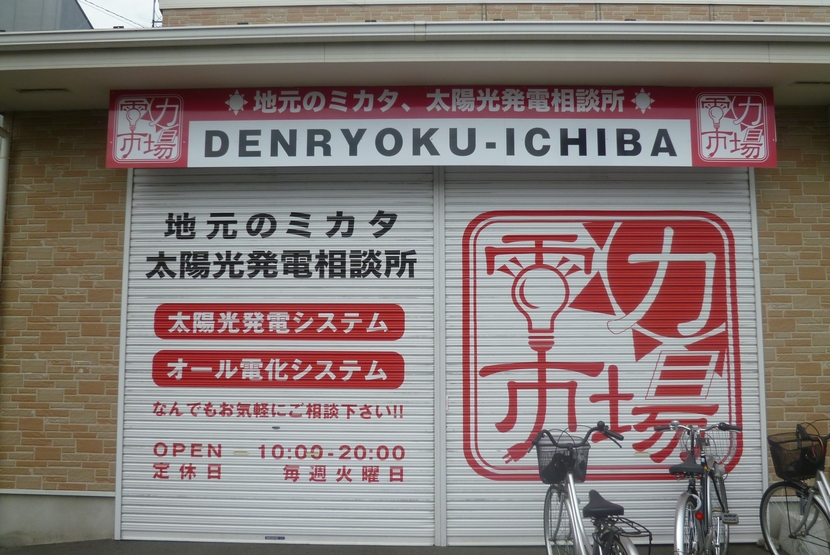 地元のミカタ、太陽光発電相談所
電力市場
DENRYOKU-ICHIBA
電力市場
地元のミカタ
太陽光発電相談所
太陽光発電システム
オール電化システム
なんでもお気軽にご相談下さい!!
OPEN 10:00-20:00
定休日 毎週火曜日
電力
市場